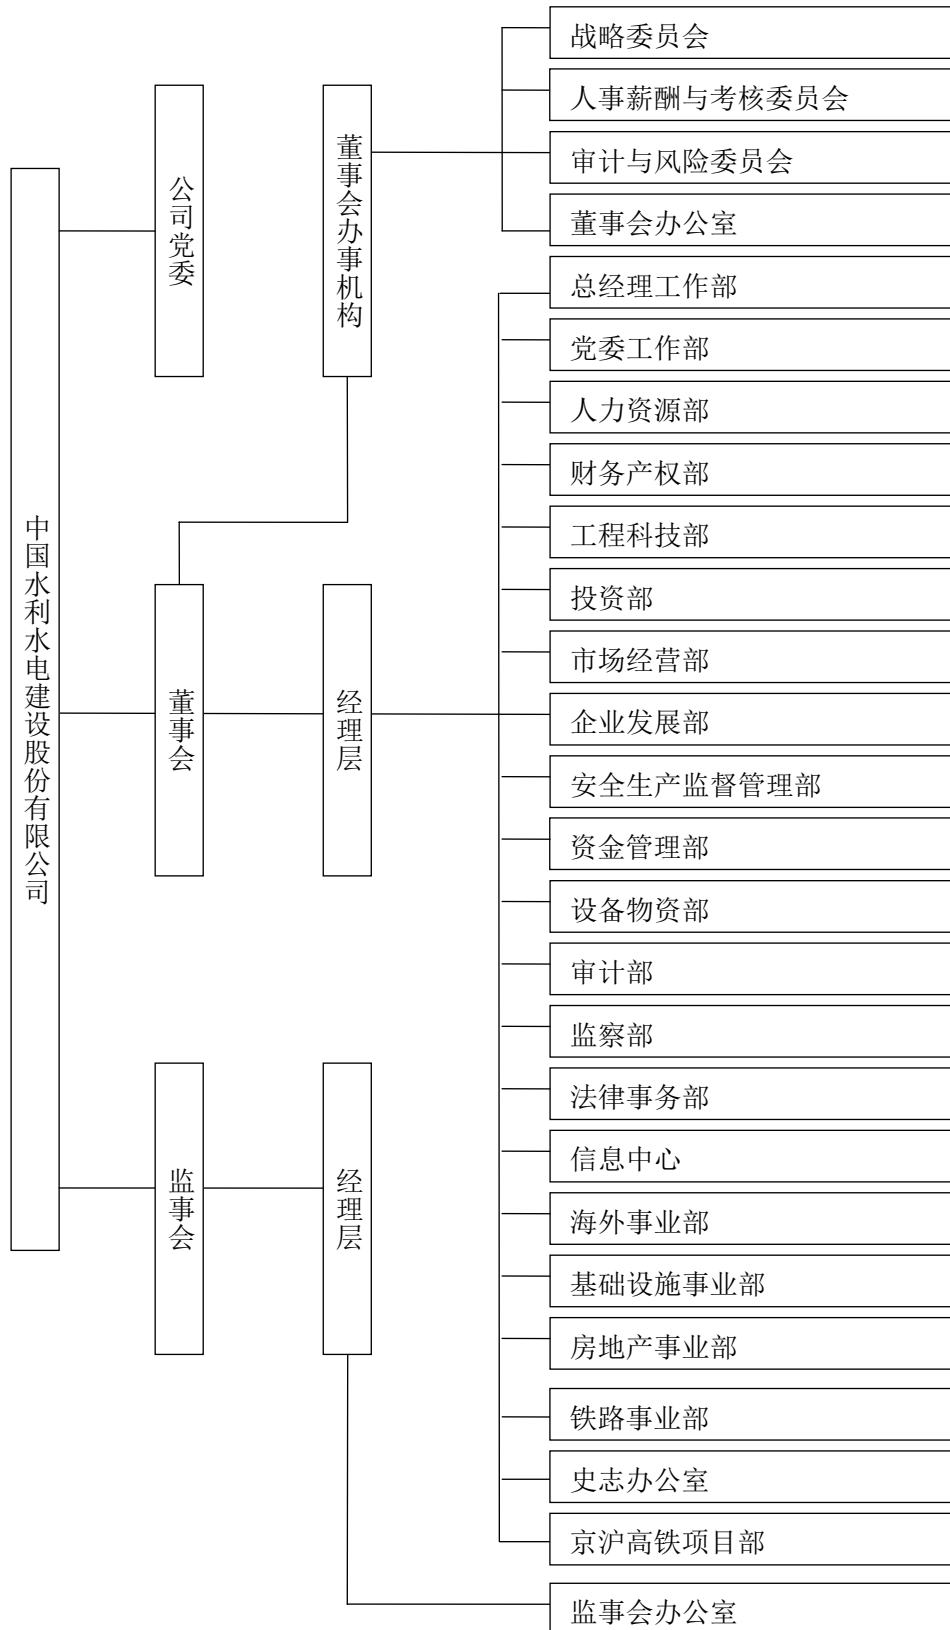 中国水利水电建设股份有限公司
公司党委
董事会办事机构
董事会
经理层
监事会
经理层
战略委员会
人事薪酬与考核委员会
审计与风险委员会
董事会办公室
总经理工作部
党委工作部
人力资源部
财务产权部
工程科技部
投资部
市场经营部
企业发展部
安全生产监督管理部
资金管理部
设备物资部
审计部
监察部
法律事务部
信息中心
海外事业部
基础设施事业部
房地产事业部
铁路事业部
史志办公室
京沪高铁项目部
监事会办公室